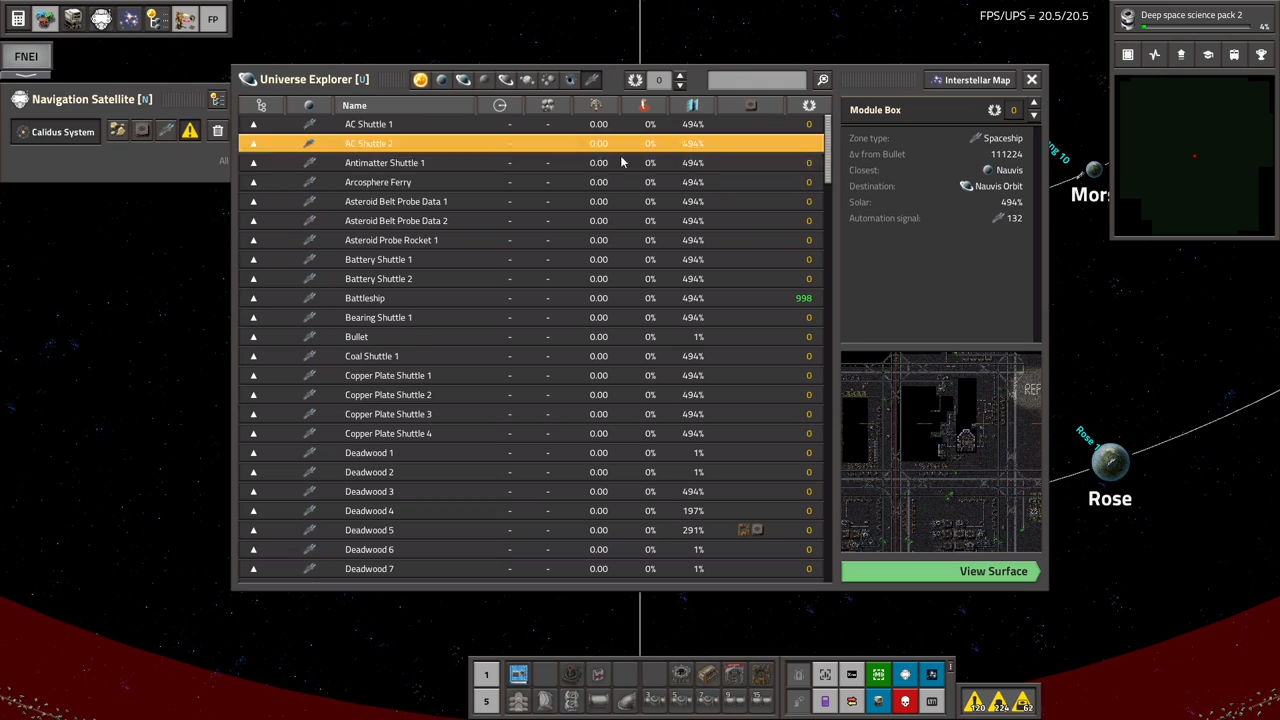 FPS/UPS = 20.5/20.5
Deep space science pack 2
4%
FP
FNEI
Navigation Satellite [N]
Calidus System
All
Universe Explorer [U]
0
Interstellar Map
Name
AC Shuttle 1 - - 0.00 0% 494% 0
AC Shuttle 2 - - 0.00 0% 494% 0
Antimatter Shuttle 1 - - 0.00 0% 494% 0
Arcosphere Ferry - - 0.00 0% 494% 0
Asteroid Belt Probe Data 1 - - 0.00 0% 494% 0
Asteroid Belt Probe Data 2 - - 0.00 0% 494% 0
Asteroid Probe Rocket 1 - - 0.00 0% 494% 0
Battery Shuttle 1 - - 0.00 0% 494% 0
Battery Shuttle 2 - - 0.00 0% 494% 0
Battleship - - 0.00 0% 494% 998
Bearing Shuttle 1 - - 0.00 0% 494% 0
Bullet - - 0.00 0% 1% 0
Coal Shuttle 1 - - 0.00 0% 494% 0
Copper Plate Shuttle 1 - - 0.00 0% 494% 0
Copper Plate Shuttle 2 - - 0.00 0% 494% 0
Copper Plate Shuttle 3 - - 0.00 0% 494% 0
Copper Plate Shuttle 4 - - 0.00 0% 494% 0
Deadwood 1 - - 0.00 0% 1% 0
Deadwood 2 - - 0.00 0% 1% 0
Deadwood 3 - - 0.00 0% 494% 0
Deadwood 4 - - 0.00 0% 197% 0
Deadwood 5 - - 0.00 0% 291% 0
Deadwood 6 - - 0.00 0% 1% 0
Deadwood 7 - - 0.00 0% 1% 0
Module Box 0
Zone type: Spaceship
Δv from Bullet 111224
Closest: Nauvis
Destination: Nauvis Orbit
Solar: 494%
Automation signal: 132
View Surface
Rose
1
5
3 5 7 9 15
120 224 62